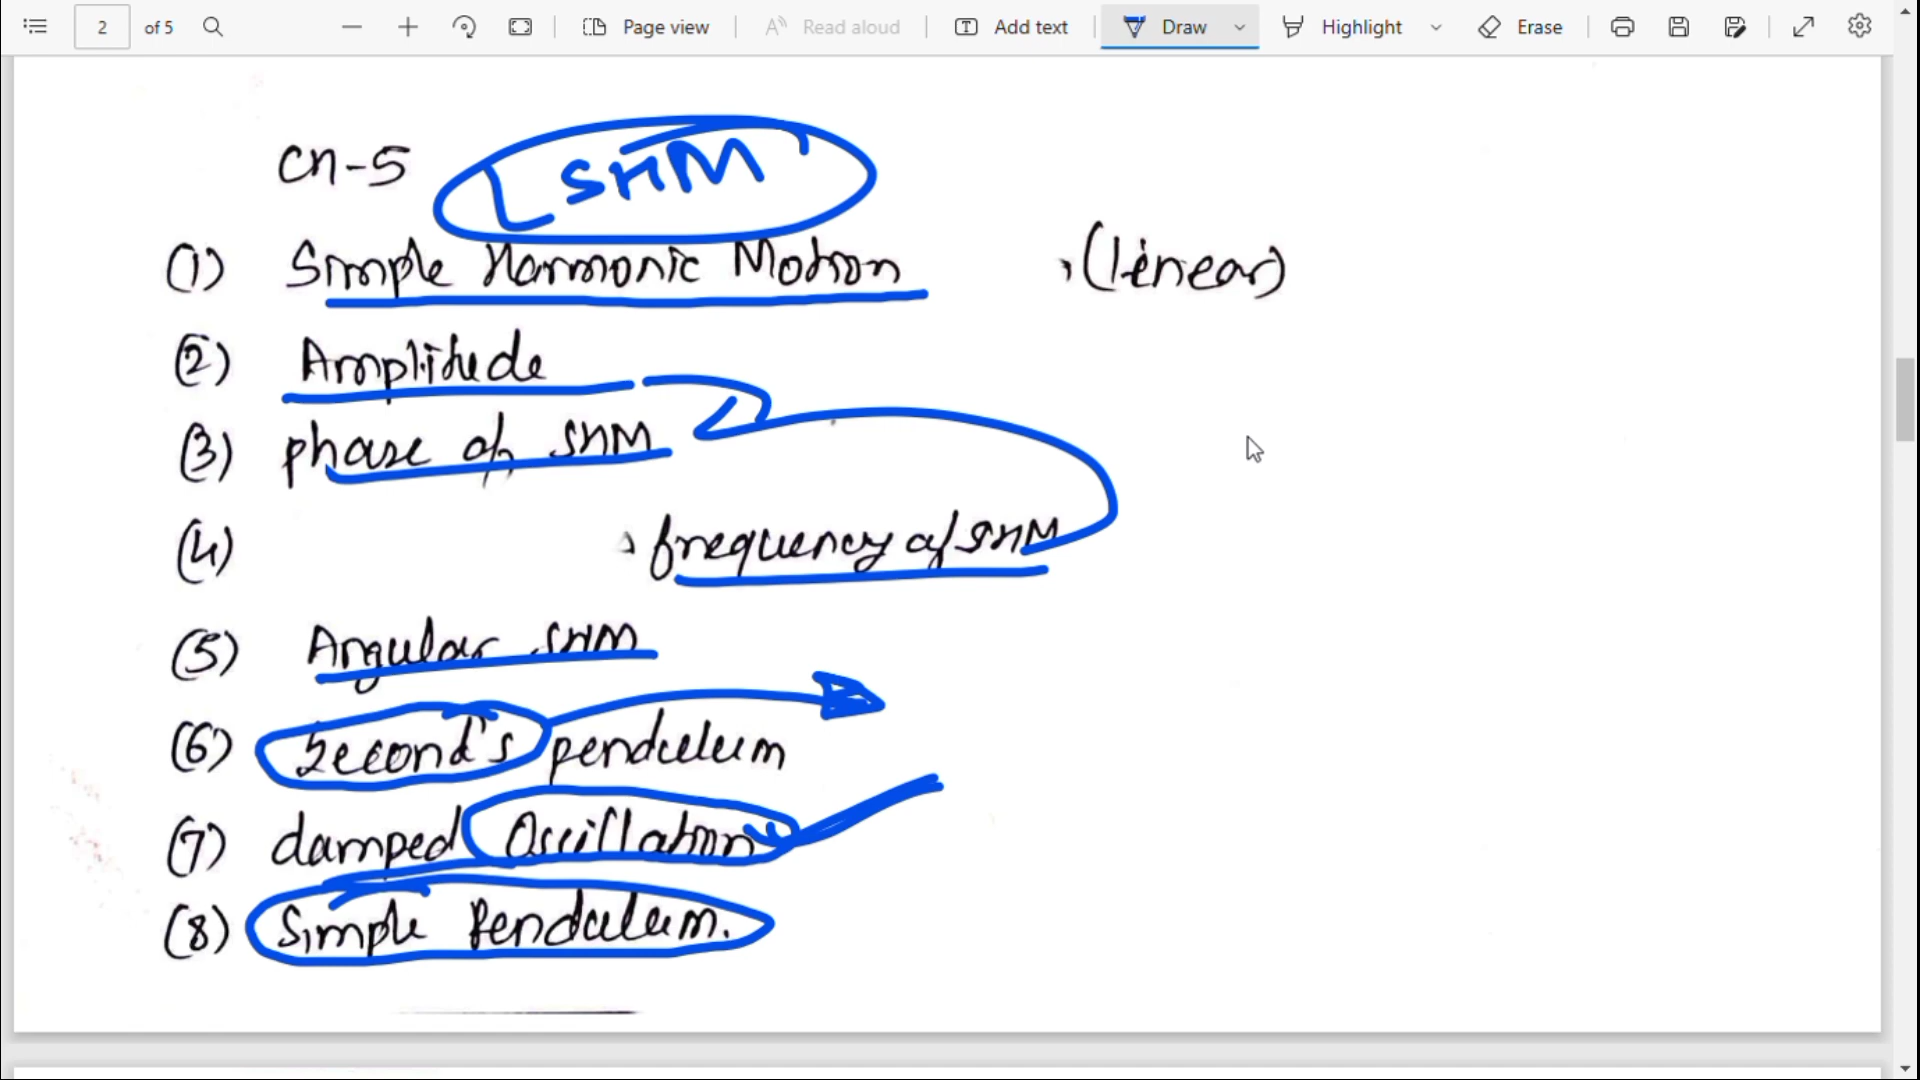 2 of 5 Page view Read aloud Add text Draw Highlight Erase
Ch-5 SHM
(1) Simple Harmonic Motion (linear)
(2) Amplitude
(3) phase of SHM
(4) frequency of SHM
(5) Angular SHM
(6) Second's pendulum
(7) damped Oscillation
(8) Simple Pendulum.